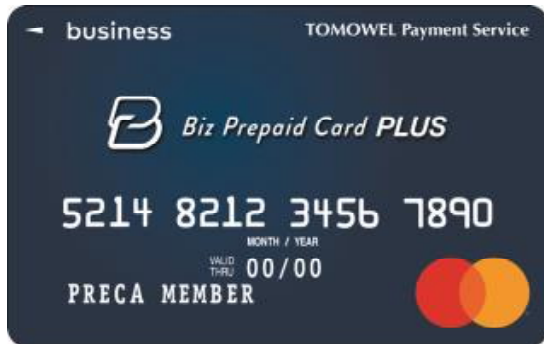 business TOMOWEL Payment Service
Biz Prepaid Card PLUS
5214 8212 3456 7890
MONTH / YEAR
VALID THRU 00/00
PRECA MEMBER